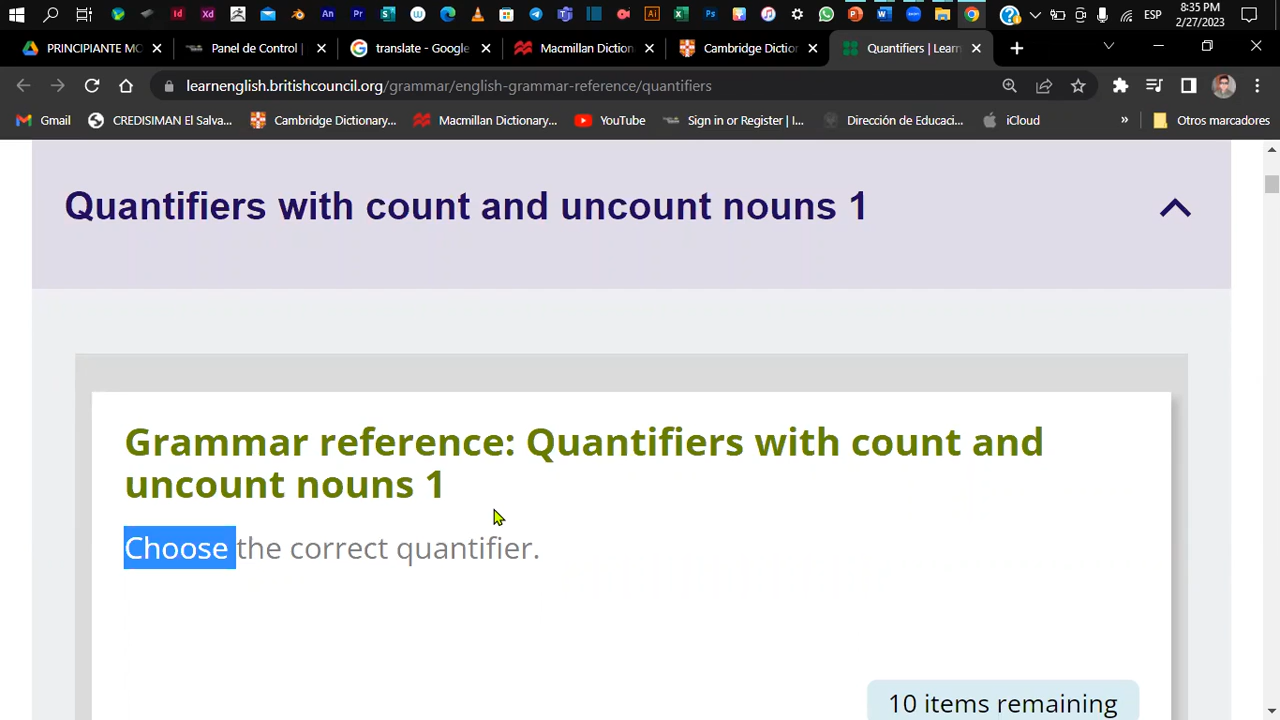 8:35 PM
ESP
2/27/2023
PRINCIPIANTE MO
Panel de Control
translate - Google
Macmillan Diction
Cambridge Dictio
Quantifiers | Learn
learnenglish.britishcouncil.org/grammar/english-grammar-reference/quantifiers
Gmail
CREDISIMAN El Salva...
Cambridge Dictionary...
Macmillan Dictionary...
YouTube
Sign in or Register | I...
Dirección de Educaci...
iCloud
»
Otros marcadores
Quantifiers with count and uncount nouns 1
Grammar reference: Quantifiers with count and
uncount nouns 1
Choose the correct quantifier.
10 items remaining